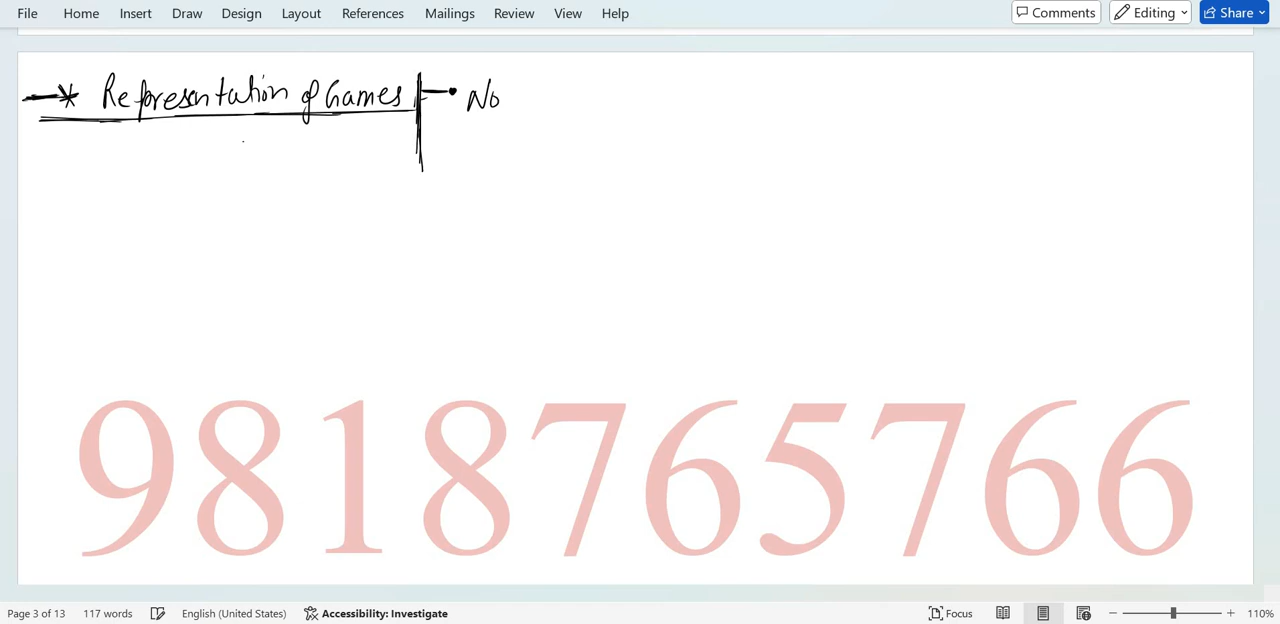 File Home Insert Draw Design Layout References Mailings Review View Help Comments Editing Share
* Representation of Games No
9818765766
Page 3 of 13 117 words English (United States) Accessibility: Investigate Focus 110%